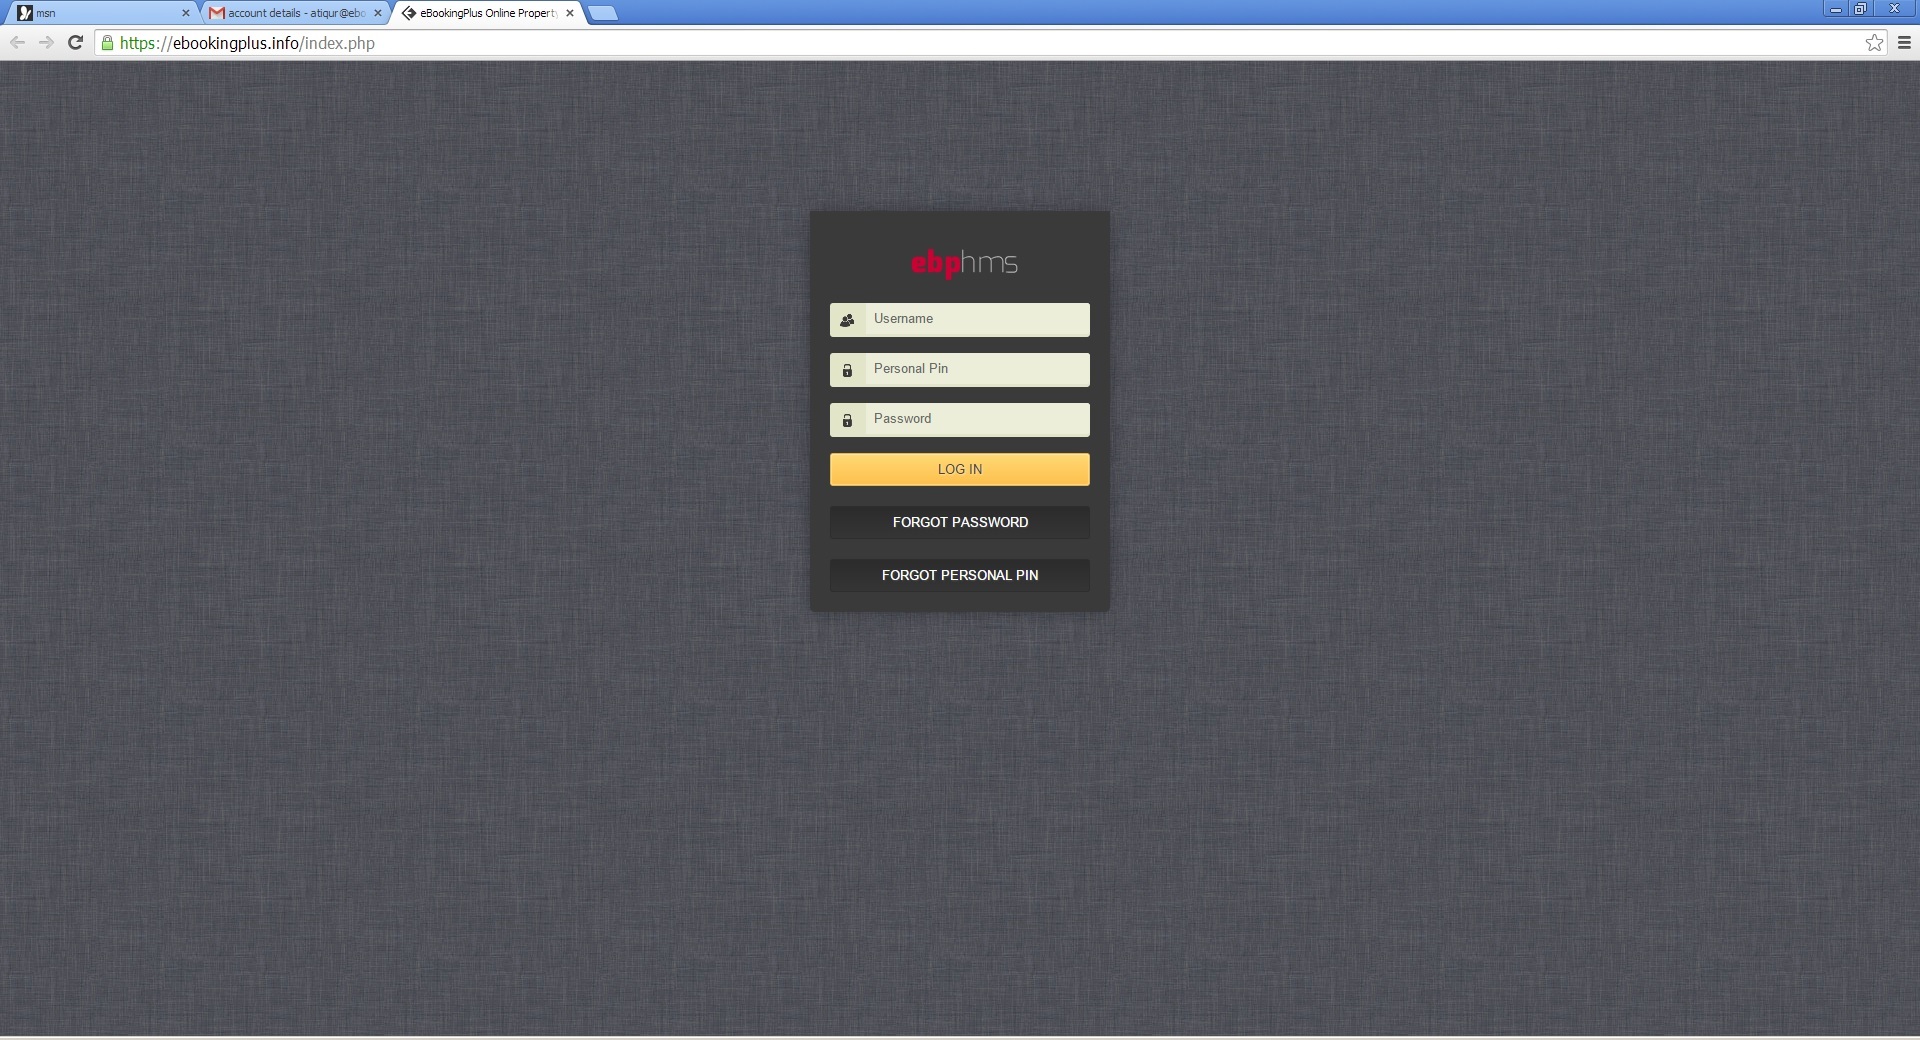 msn
account details - atiqur@ebo
eBookingPlus Online Property
https://ebookingplus.info/index.php
ebphms
Username
Personal Pin
Password
LOG IN
FORGOT PASSWORD
FORGOT PERSONAL PIN